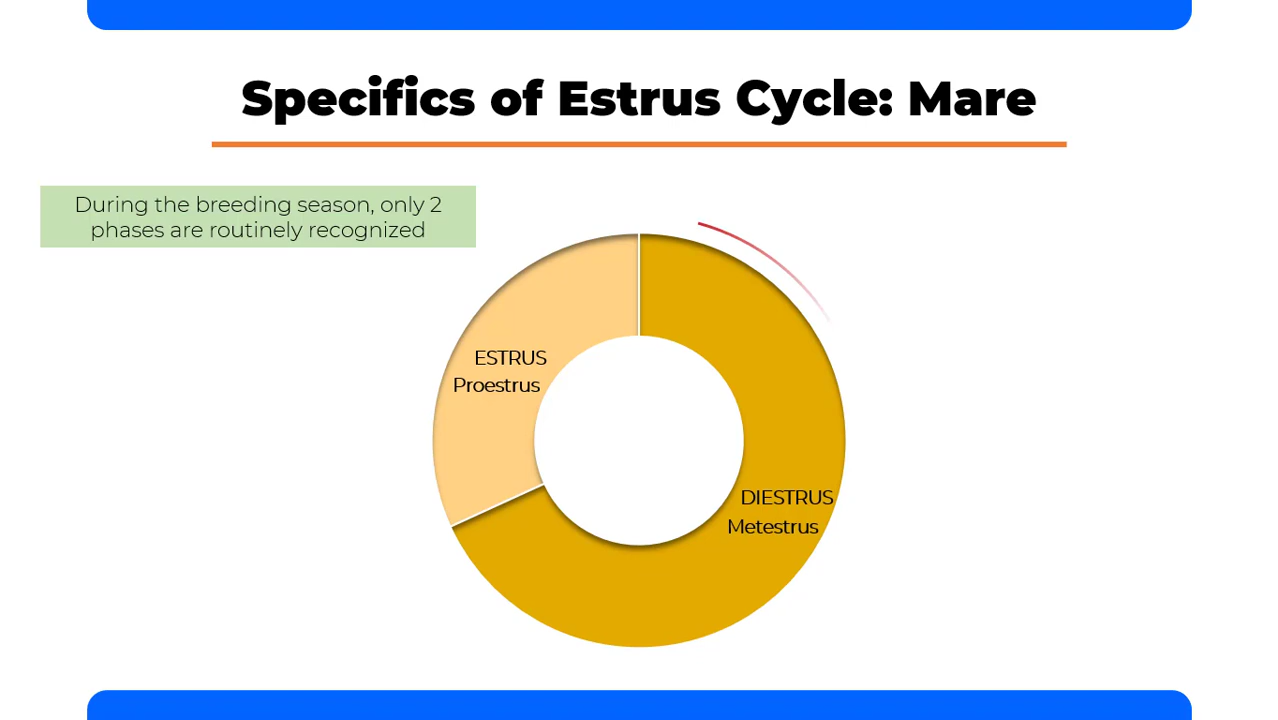 Specifics of Estrus Cycle: Mare
During the breeding season, only 2
phases are routinely recognized
ESTRUS
Proestrus
DIESTRUS
Metestrus